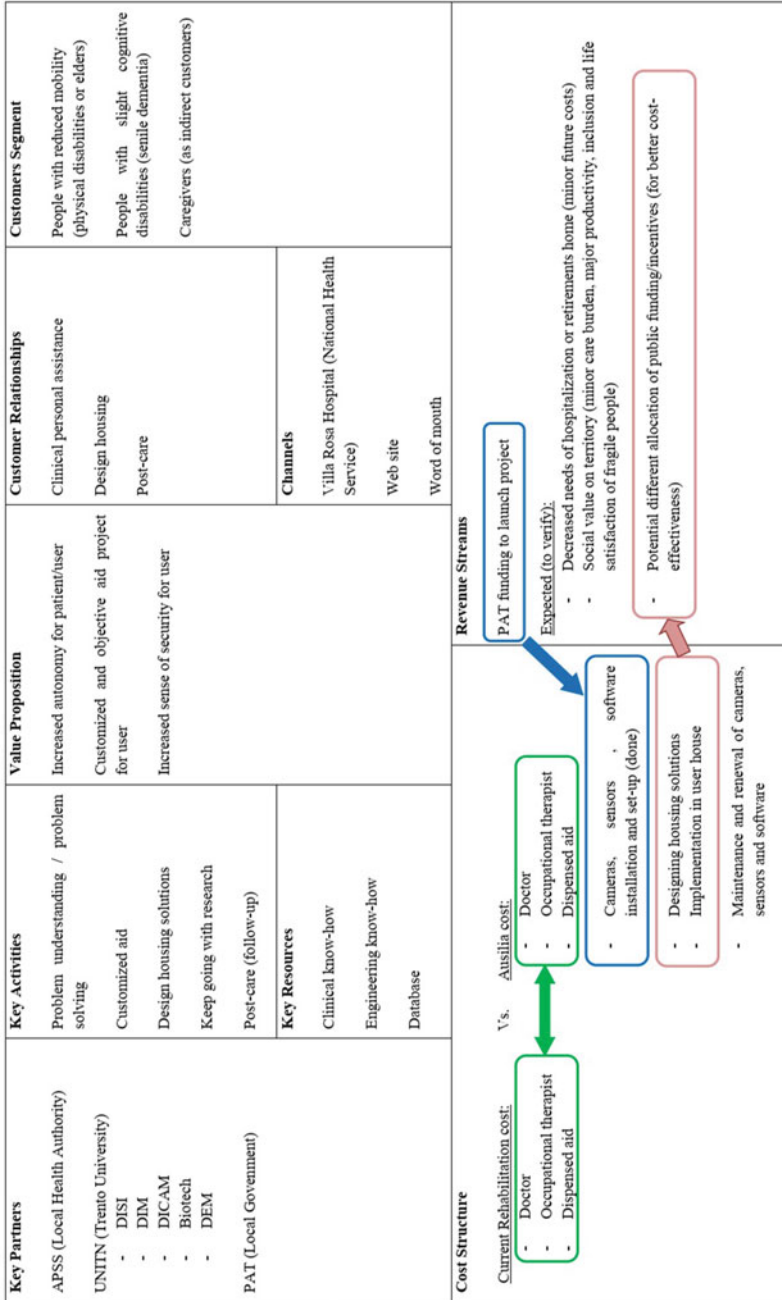 Key Partners
APSS (Local Health Authority)
UNITN (Trento University)
- DISI
- DIM
- DICAM
- Biotech
- DEM
PAT (Local Government)
Key Activities
Problem understanding / problem
solving
Customized aid
Design housing solutions
Keep going with research
Post-care (follow-up)
Key Resources
Clinical know-how
Engineering know-how
Database
Value Proposition
Increased autonomy for patient/user
Customized and objective aid project
for user
Increased sense of security for user
Customer Relationships
Clinical personal assistance
Design housing
Post-care
Channels
Villa Rosa Hospital (National Health
Service)
Web site
Word of mouth
Customers Segment
People with reduced mobility
(physical disabilities or elders)
People with slight cognitive
disabilities (senile dementia)
Caregivers (as indirect customers)
Cost Structure
Current Rehabilitation cost:
- Doctor
- Occupational therapist
- Dispensed aid
Vs.
Ausilia cost:
- Doctor
- Occupational therapist
- Dispensed aid
- Cameras, sensors , software
installation and set-up (done)
- Designing housing solutions
- Implementation in user house
- Maintenance and renewal of cameras,
sensors and software
Revenue Streams
PAT funding to launch project
Expected (to verify):
- Decreased needs of hospitalization or retirements home (minor future costs)
- Social value on territory (minor care burden, major productivity, inclusion and life
satisfaction of fragile people)
- Potential different allocation of public funding/incentives (for better cost-
effectiveness)